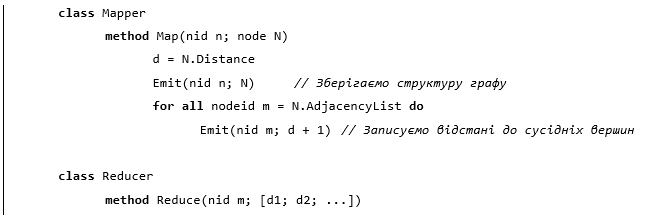 class Mapper
method Map(nid n; node N)
d = N.Distance
Emit(nid n; N) // Зберігаємо структуру графу
for all nodeid m = N.AdjacencyList do
Emit(nid m; d + 1) // Записуємо відстані до сусідніх вершин
class Reducer
method Reduce(nid m; [d1; d2; ...])